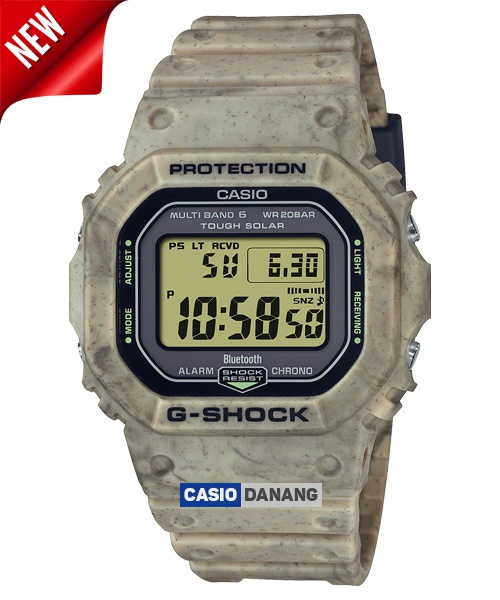 NEW
PROTECTION
CASIO
MULTI BAND 6 WR20BAR
TOUGH SOLAR
PS LT RCVD
SU 6.30
SNZ
P 10:58 50
ADJUST
MODE
LIGHT
RECEIVING
Bluetooth
ALARM CHRONO
SHOCK
RESIST
G-SHOCK
CASIO DANANG